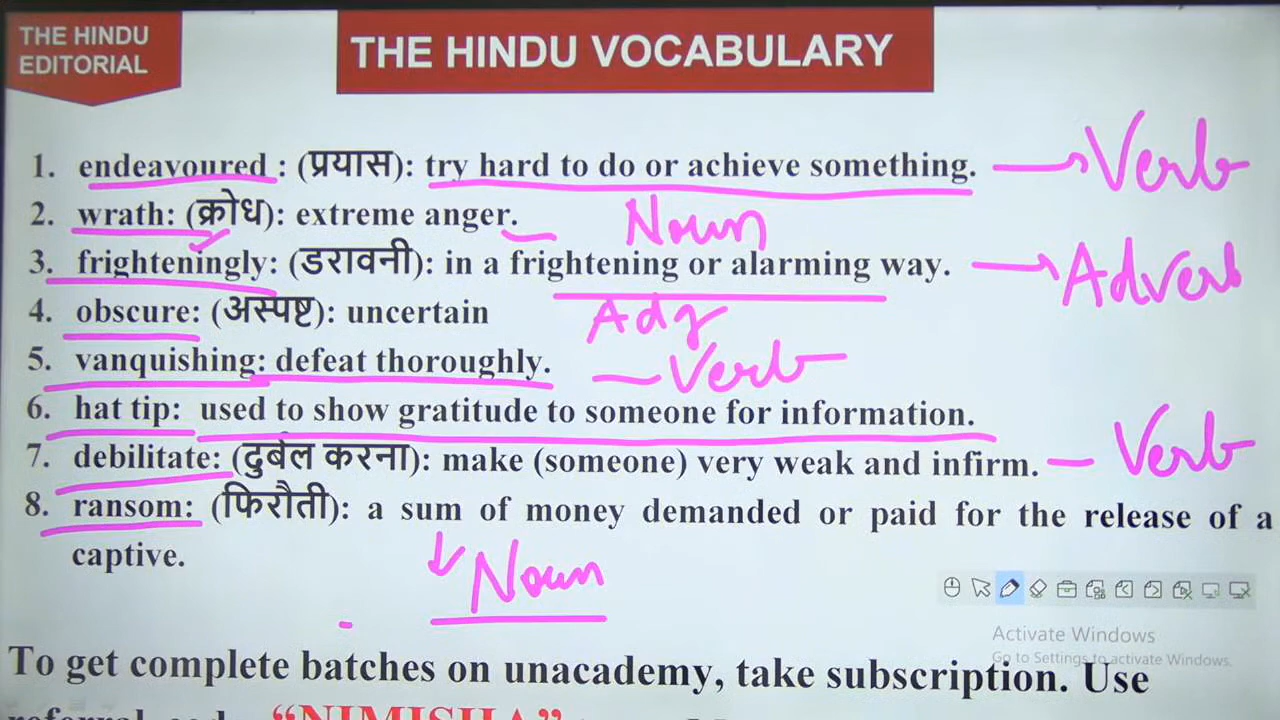 THE HINDU
EDITORIAL
THE HINDU VOCABULARY
1. endeavoured : (प्रयास): try hard to do or achieve something. Verb
2. wrath: (क्रोध): extreme anger. Noun
3. frighteningly: (डरावनी): in a frightening or alarming way. Adverb
4. obscure: (अस्पष्ट): uncertain Adj
5. vanquishing: defeat thoroughly. Verb
6. hat tip: used to show gratitude to someone for information.
7. debilitate: (दुर्बल करना): make (someone) very weak and infirm. Verb
8. ransom: (फिरौती): a sum of money demanded or paid for the release of a
captive.
Noun
Activate Windows
Go to Settings to activate Windows.
To get complete batches on unacademy, take subscription. Use
referral code "NIMISHA"